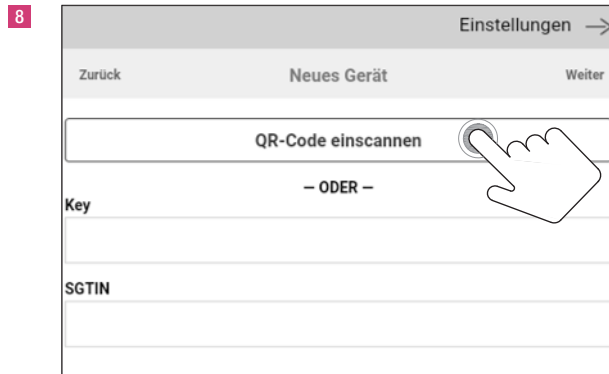 8
Einstellungen
Zurück Neues Gerät Weiter
QR-Code einscannen
— ODER —
Key
SGTIN